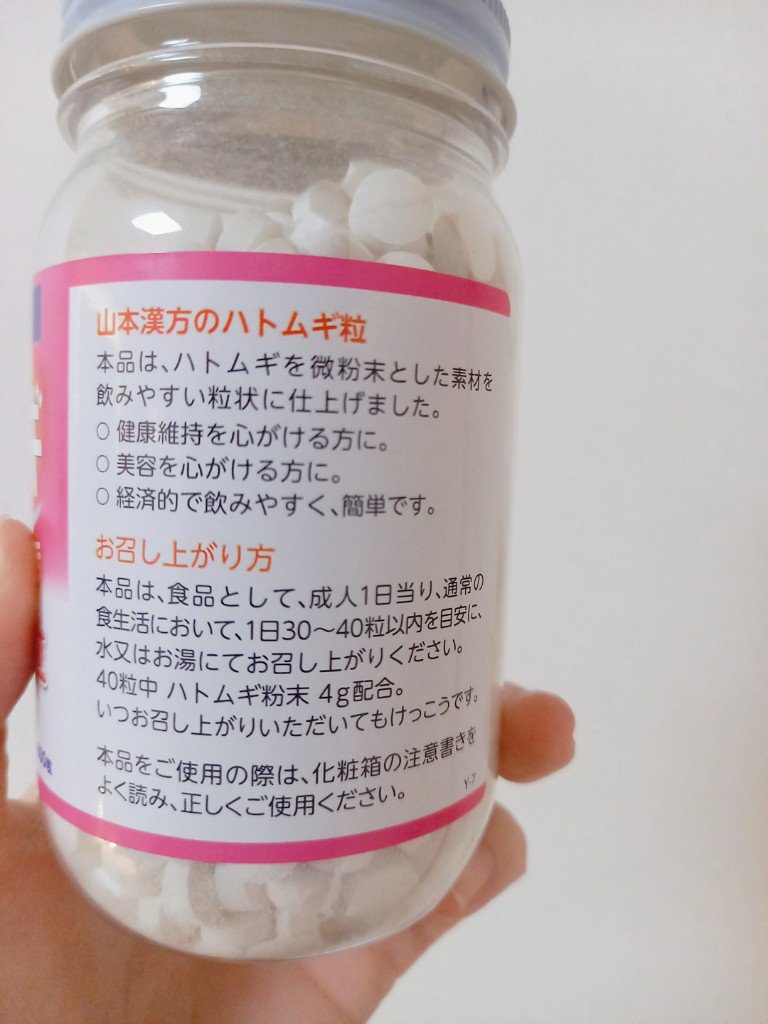 山本漢方のハトムギ粒
本品は、ハトムギを微粉末とした素材を
飲みやすい粒状に仕上げました。
○ 健康維持を心がける方に。
○ 美容を心がける方に。
○ 経済的で飲みやすく、簡単です。
お召し上がり方
本品は、食品として、成人1日当り、通常の
食生活において、1日30〜40粒以内を目安に、
水又はお湯にてお召し上がりください。
40粒中 ハトムギ粉末 4g配合。
いつお召し上がりいただいてもけっこうです。
本品をご使用の際は、化粧箱の注意書きを
よく読み、正しくご使用ください。
Y-7